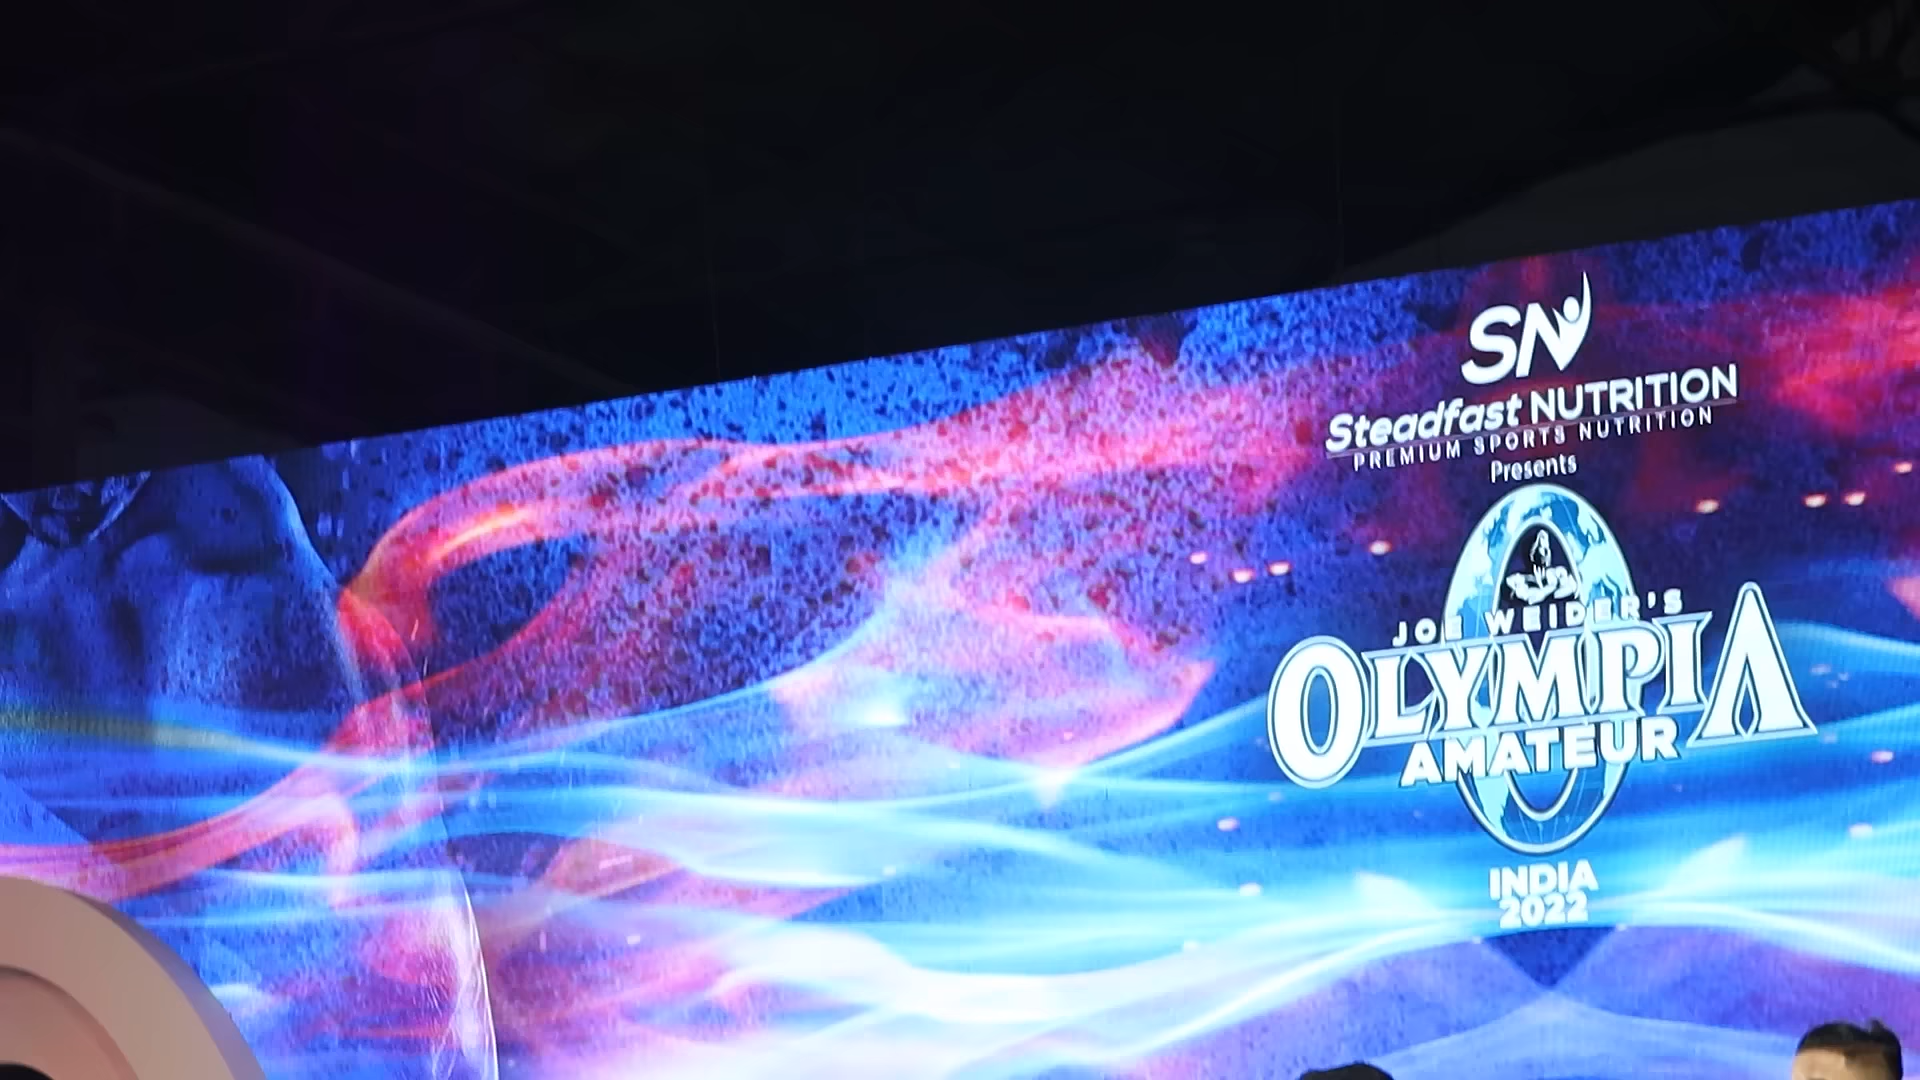 SN
Steadfast NUTRITION
PREMIUM SPORTS NUTRITION
Presents
JOE WEIDER'S
OLYMPIA
AMATEUR
INDIA
2022